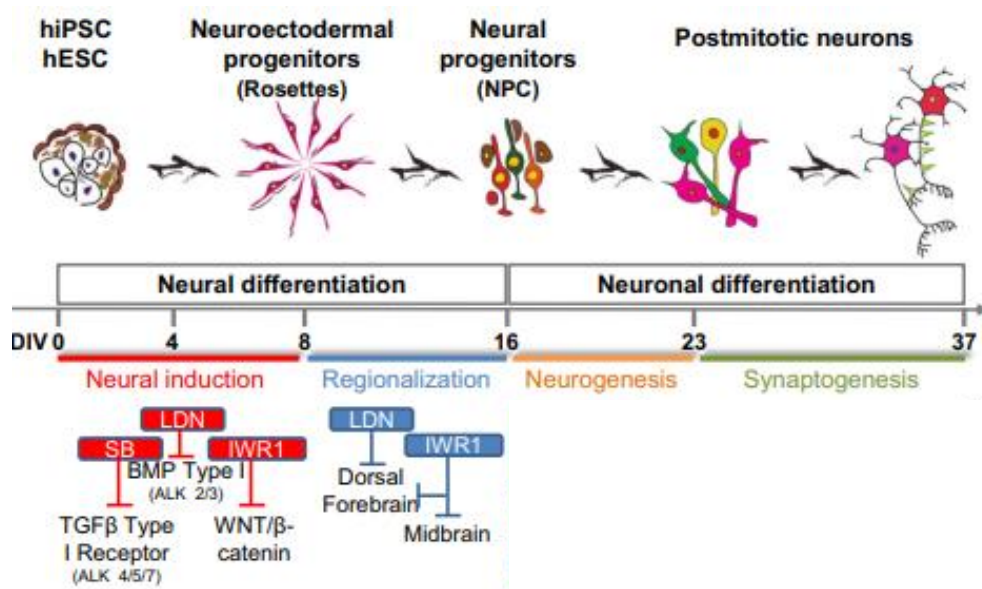 hiPSC
hESC
Neuroectodermal
progenitors
(Rosettes)
Neural
progenitors
(NPC)
Postmitotic neurons
Neural differentiation
Neuronal differentiation
DIV 0 4 8 16 23 37
Neural induction
Regionalization
Neurogenesis
Synaptogenesis
LDN
SB
IWR1
BMP Type I
(ALK 2/3)
TGFβ Type
I Receptor
(ALK 4/5/7)
WNT/β-
catenin
LDN
IWR1
Dorsal
Forebrain
Midbrain